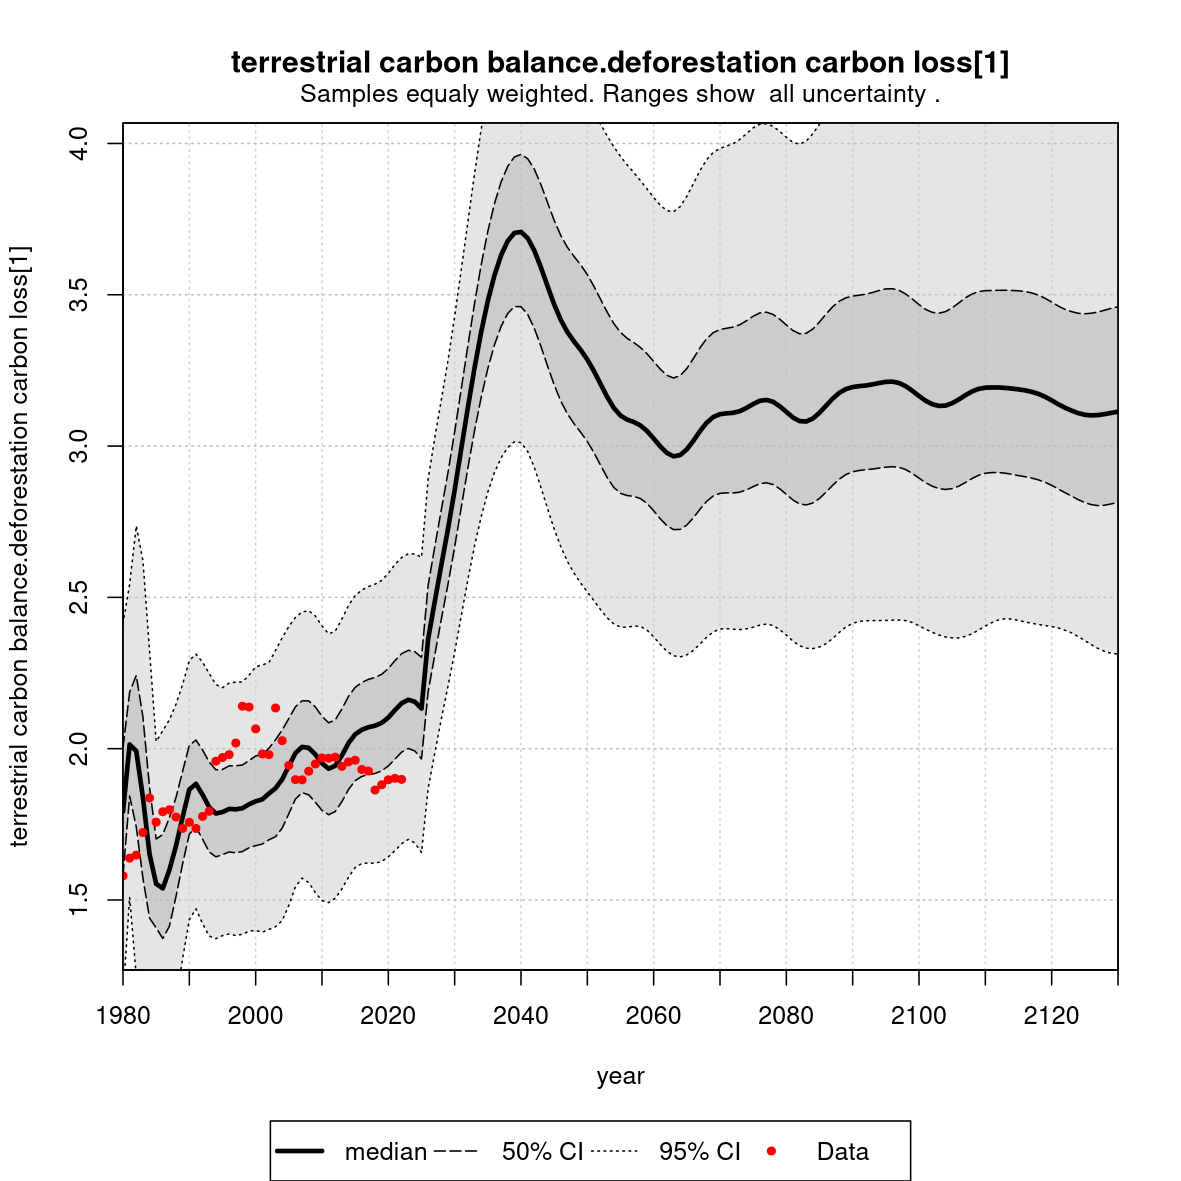 terrestrial carbon balance.deforestation carbon loss[1]
Samples equaly weighted. Ranges show  all uncertainty .
terrestrial carbon balance.deforestation carbon loss[1]
4.0
3.5
3.0
2.5
2.0
1.5
1980 2000 2020 2040 2060 2080 2100 2120
year
median 50% CI 95% CI Data